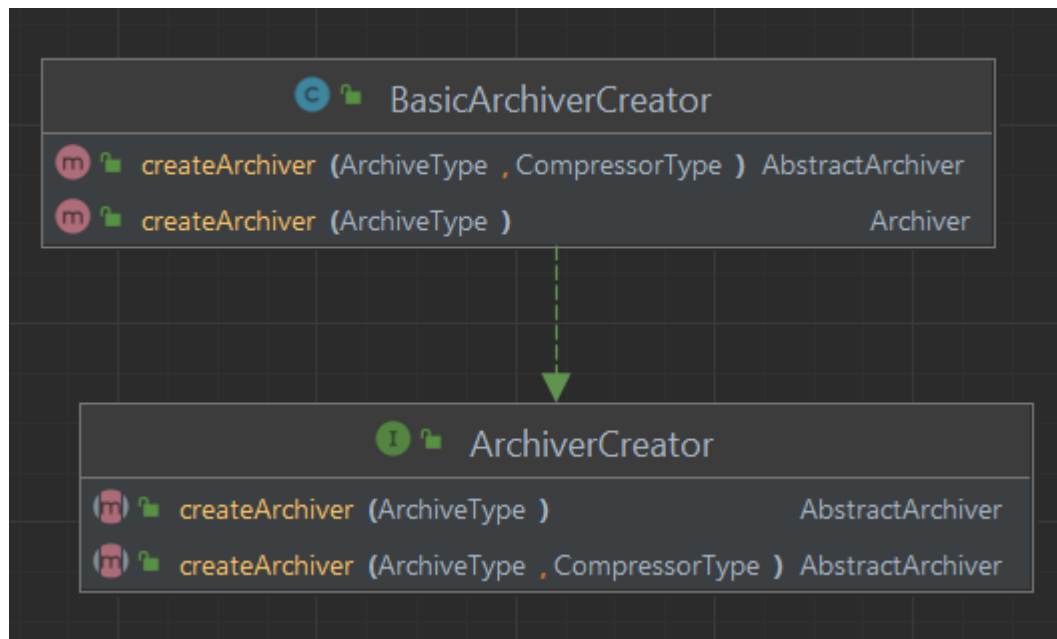 C BasicArchiverCreator
m createArchiver (ArchiveType , CompressorType ) AbstractArchiver
m createArchiver (ArchiveType ) Archiver
I ArchiverCreator
m createArchiver (ArchiveType ) AbstractArchiver
m createArchiver (ArchiveType , CompressorType ) AbstractArchiver